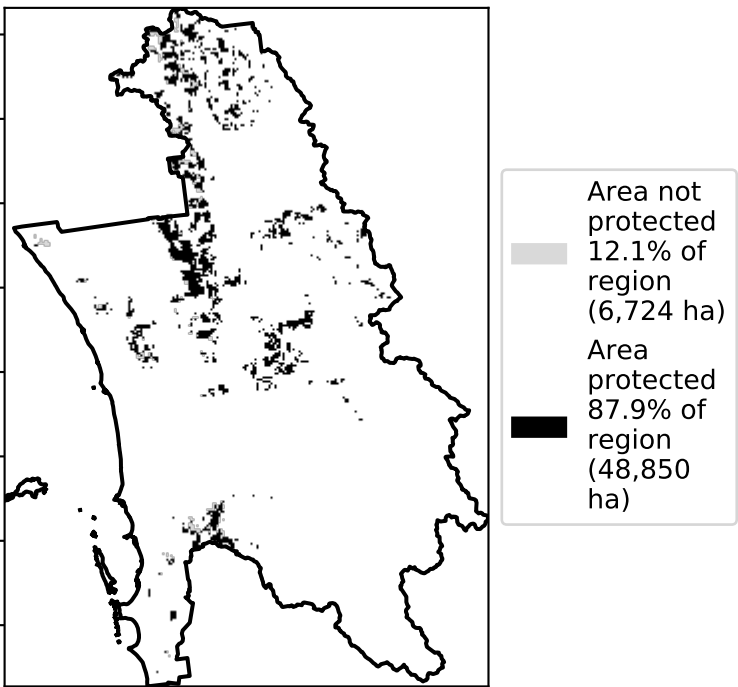 Area not
protected
12.1% of
region
(6,724 ha)
Area
protected
87.9% of
region
(48,850
ha)